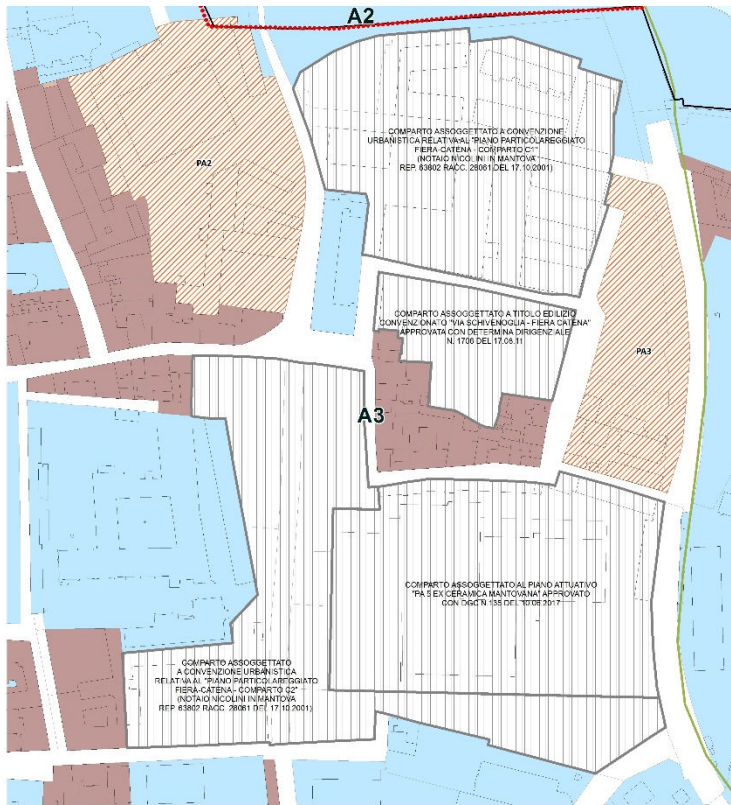 A2
COMPARTO ASSOGGETTATO A CONVENZIONE
URBANISTICA RELATIVA AL "PIANO PARTICOLAREGGIATO
FIERA-CATENA - COMPARTO C1"
(NOTAIO NICOLINI IN MANTOVA
REP. 63802 RACC. 28061 DEL 17.10.2001)
PA2
COMPARTO ASSOGGETTATO A TITOLO EDILIZIO
CONVENZIONATO "VIA SCHIVENOGLIA - FIERA CATENA"
APPROVATA CON DETERMINA DIRIGENZIALE
N. 1706 DEL 17.08.11
PA3
A3
COMPARTO ASSOGGETTATO AL PIANO ATTUATIVO
"PA 5 EX CERAMICA MANTOVANA" APPROVATO
CON DGC N.135 DEL 10.06.2017
COMPARTO ASSOGGETTATO
A CONVENZIONE URBANISTICA
RELATIVA AL "PIANO PARTICOLAREGGIATO
FIERA-CATENA - COMPARTO C2"
(NOTAIO NICOLINI IN MANTOVA
REP. 63802 RACC. 28061 DEL 17.10.2001)